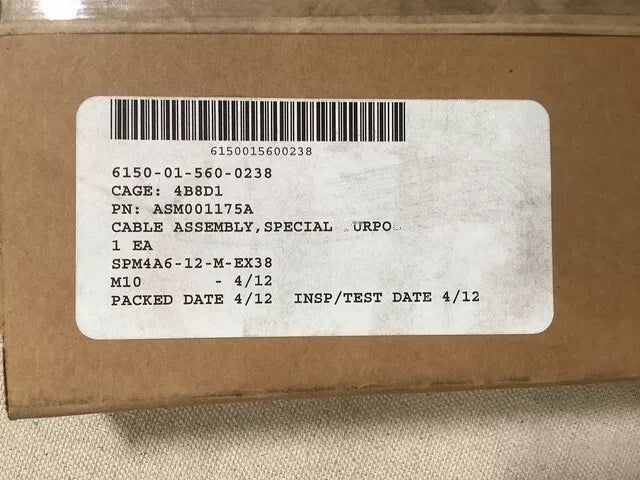 6150015600238
6150-01-560-0238
CAGE: 4B8D1
PN: ASM001175A
CABLE ASSEMBLY,SPECIAL
1 EA
SPM4A6-12-M-EX38
M10 - 4/12
PACKED DATE 4/12 INSP/TEST DATE 4/12